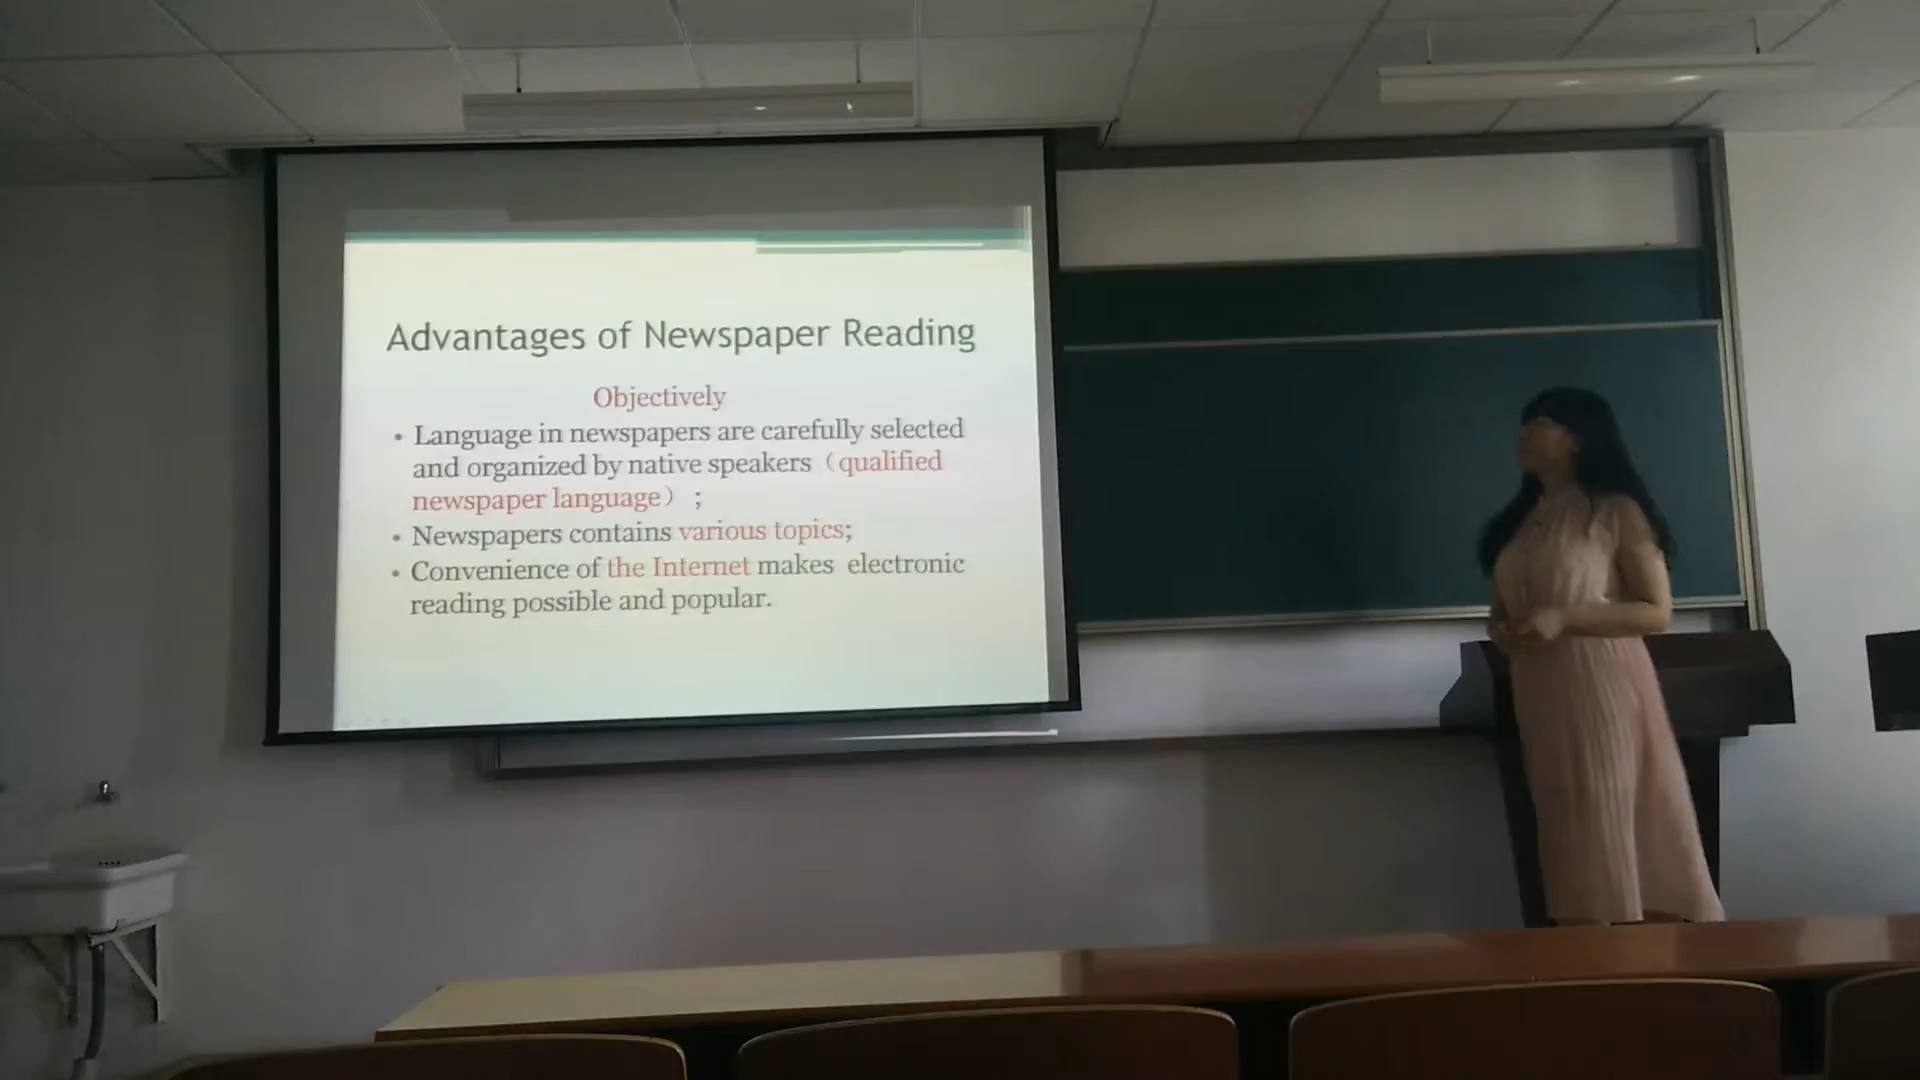 Advantages of Newspaper Reading
Objectively
• Language in newspapers are carefully selected
and organized by native speakers（qualified
newspaper language）;
• Newspapers contains various topics;
• Convenience of the Internet makes electronic
reading possible and popular.